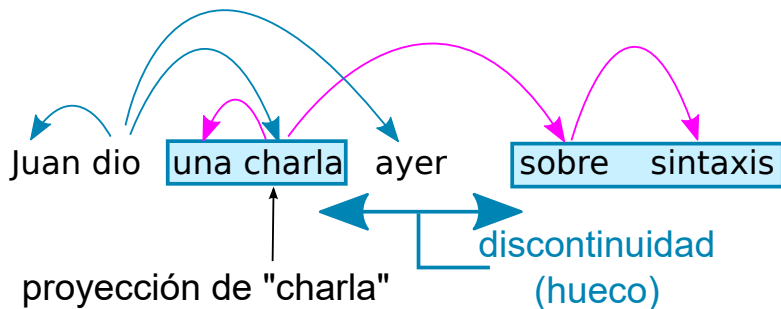 Juan dio una charla ayer sobre sintaxis
discontinuidad
(hueco)
proyección de "charla"